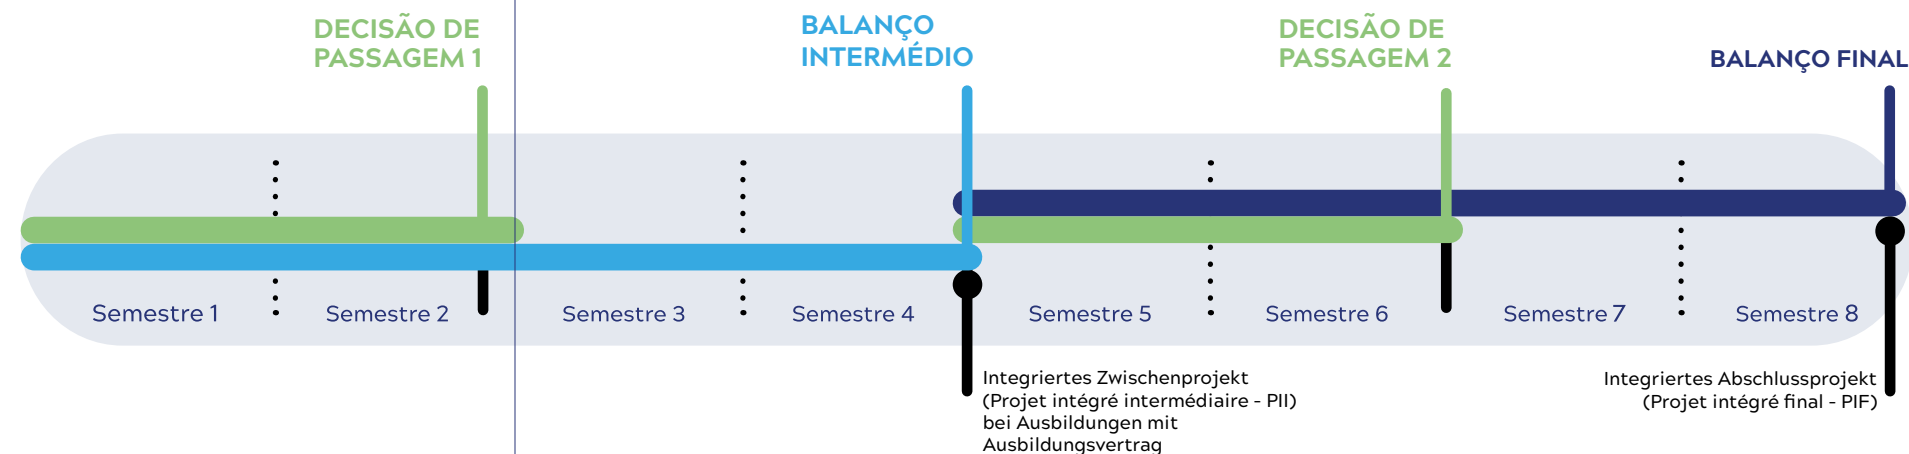 DECISÃO DE
PASSAGEM 1
BALANÇO
INTERMÉDIO
DECISÃO DE
PASSAGEM 2
BALANÇO FINAL
Semestre 1
Semestre 2
Semestre 3
Semestre 4
Semestre 5
Semestre 6
Semestre 7
Semestre 8
Integriertes Zwischenprojekt
(Projet intégré intermédiaire - PII)
bei Ausbildungen mit
Ausbildungsvertrag
Integriertes Abschlussprojekt
(Projet intégré final - PIF)